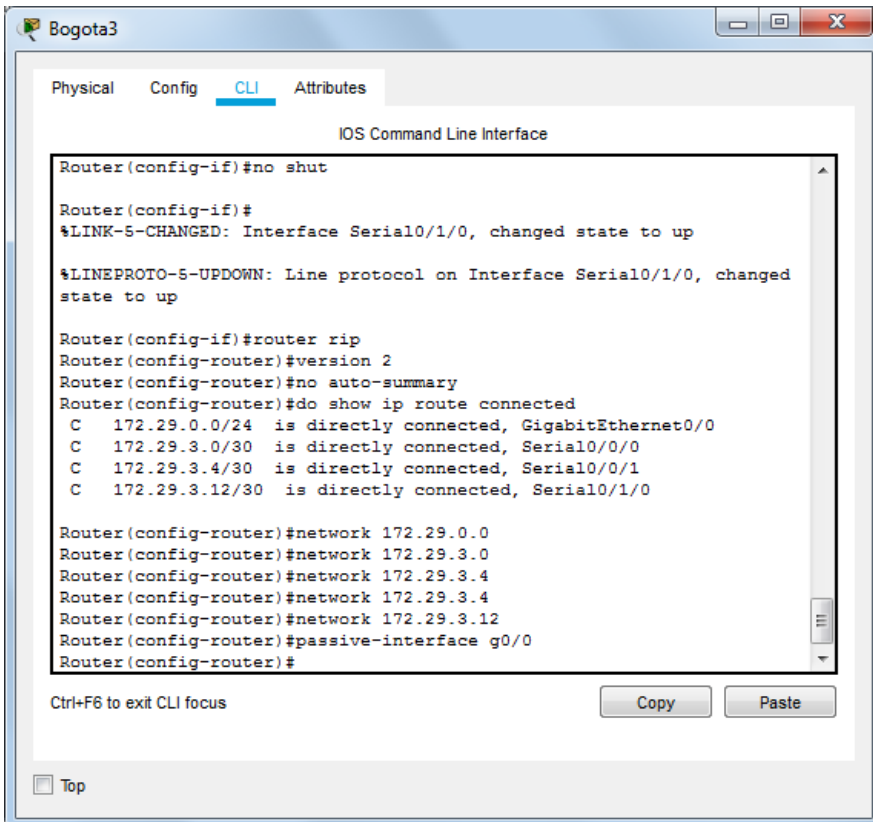 Bogota3
Physical Config CLI Attributes
IOS Command Line Interface
Router(config-if)#no shut
Router(config-if)#
%LINK-5-CHANGED: Interface Serial0/1/0, changed state to up
%LINEPROTO-5-UPDOWN: Line protocol on Interface Serial0/1/0, changed
state to up
Router(config-if)#router rip
Router(config-router)#version 2
Router(config-router)#no auto-summary
Router(config-router)#do show ip route connected
C 172.29.0.0/24 is directly connected, GigabitEthernet0/0
C 172.29.3.0/30 is directly connected, Serial0/0/0
C 172.29.3.4/30 is directly connected, Serial0/0/1
C 172.29.3.12/30 is directly connected, Serial0/1/0
Router(config-router)#network 172.29.0.0
Router(config-router)#network 172.29.3.0
Router(config-router)#network 172.29.3.4
Router(config-router)#network 172.29.3.4
Router(config-router)#network 172.29.3.12
Router(config-router)#passive-interface g0/0
Router(config-router)#
Ctrl+F6 to exit CLI focus
Copy
Paste
Top